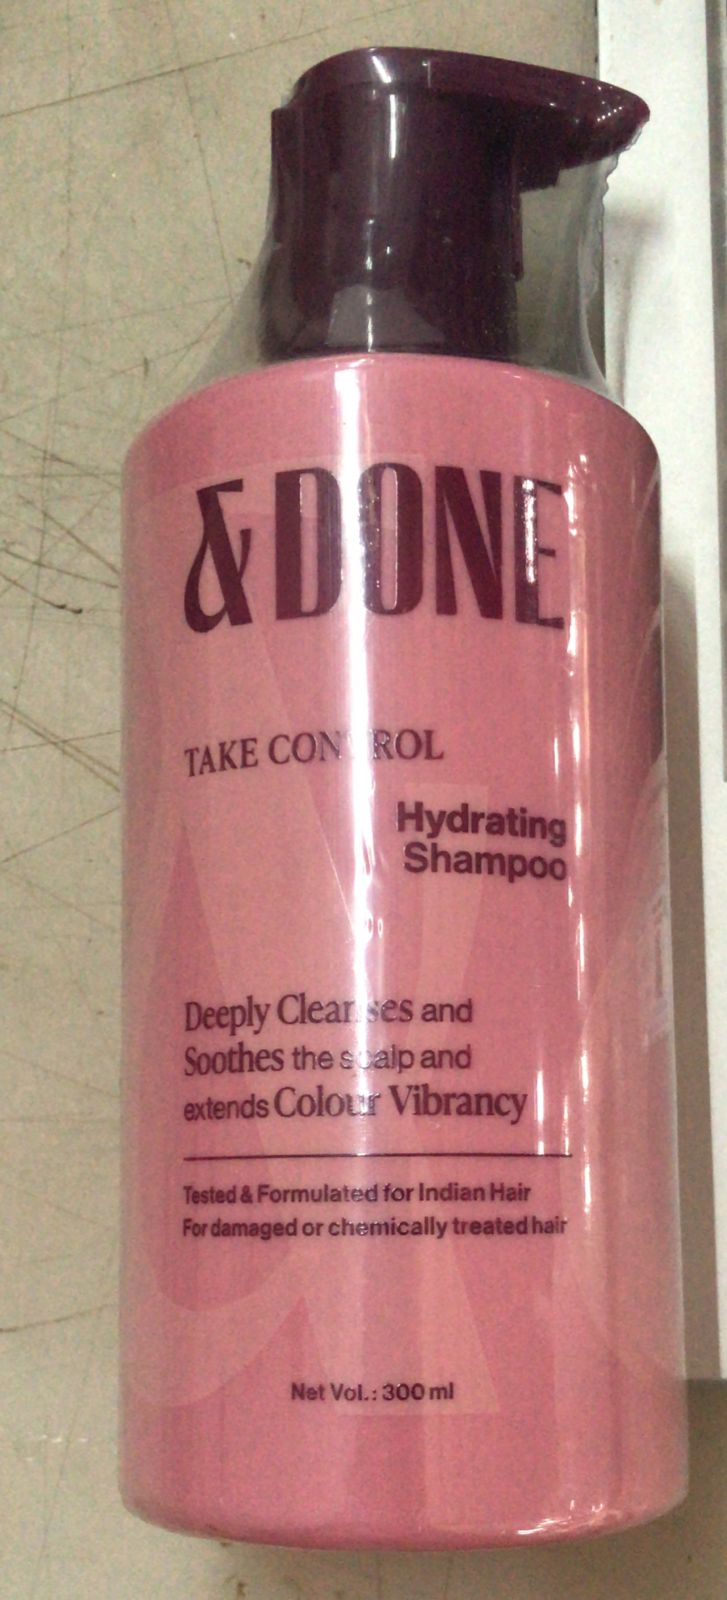 & DONE
TAKE CONTROL
Hydrating
Shampoo
Deeply Cleanses and
Soothes the scalp and
extends Colour Vibrancy
Tested & Formulated for Indian Hair
For damaged or chemically treated hair
Net Vol.: 300 ml